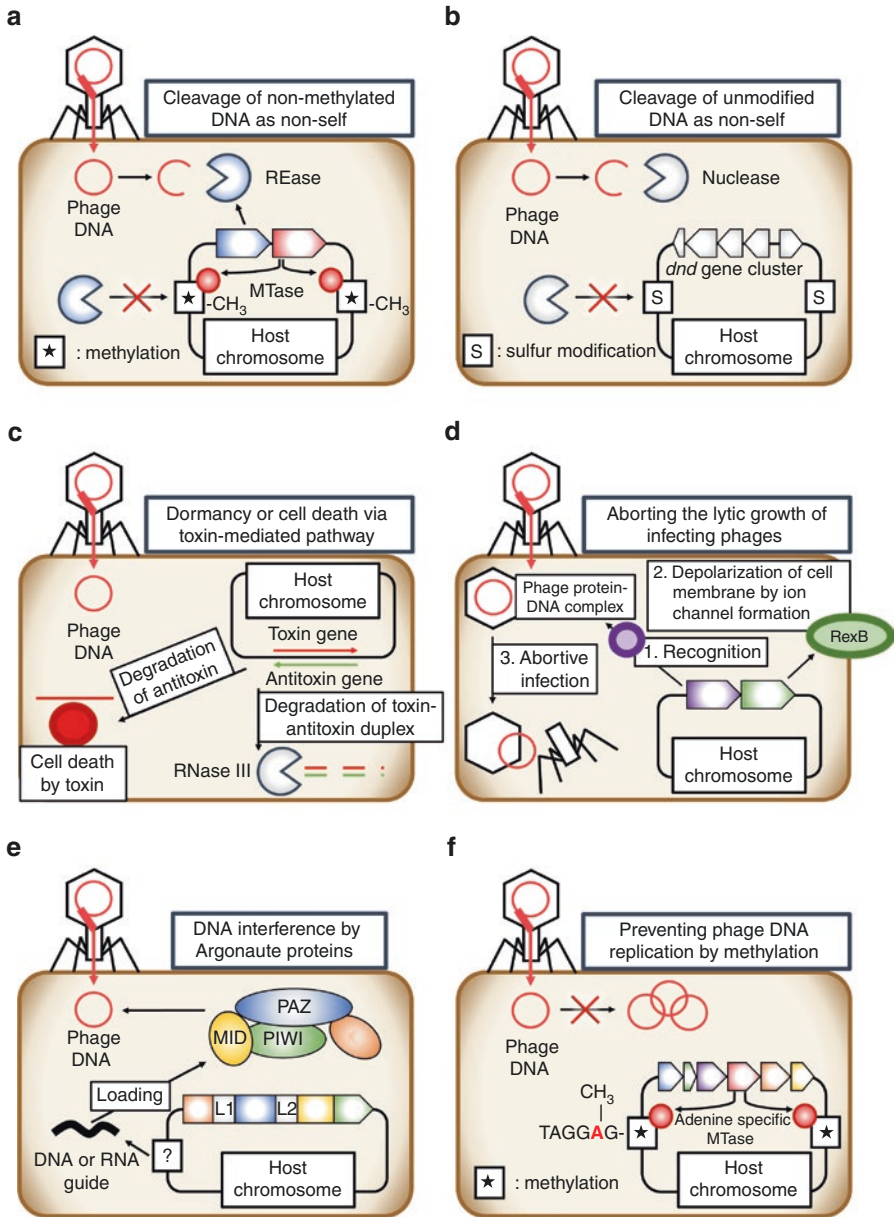 a
Cleavage of non-methylated
DNA as non-self
REase
Phage
DNA
MTase
-CH3
-CH3
Host
chromosome
★ : methylation
b
Cleavage of unmodified
DNA as non-self
Nuclease
Phage
DNA
dnd gene cluster
S
S
Host
chromosome
S : sulfur modification
c
Dormancy or cell death via
toxin-mediated pathway
Host
chromosome
Phage
DNA
Toxin gene
Antitoxin gene
Degradation
of antitoxin
Degradation of toxin-
antitoxin duplex
Cell death
by toxin
RNase III
d
Aborting the lytic growth of
infecting phages
Phage protein-
DNA complex
2. Depolarization of cell
membrane by ion
channel formation
RexB
1. Recognition
3. Abortive
infection
Host
chromosome
e
DNA interference by
Argonaute proteins
Phage
DNA
PAZ
MID
PIWI
Loading
L1
L2
?
DNA or RNA
guide
Host
chromosome
f
Preventing phage DNA
replication by methylation
Phage
DNA
CH3
TAGGAG-
Adenine specific
MTase
Host
chromosome
★ : methylation